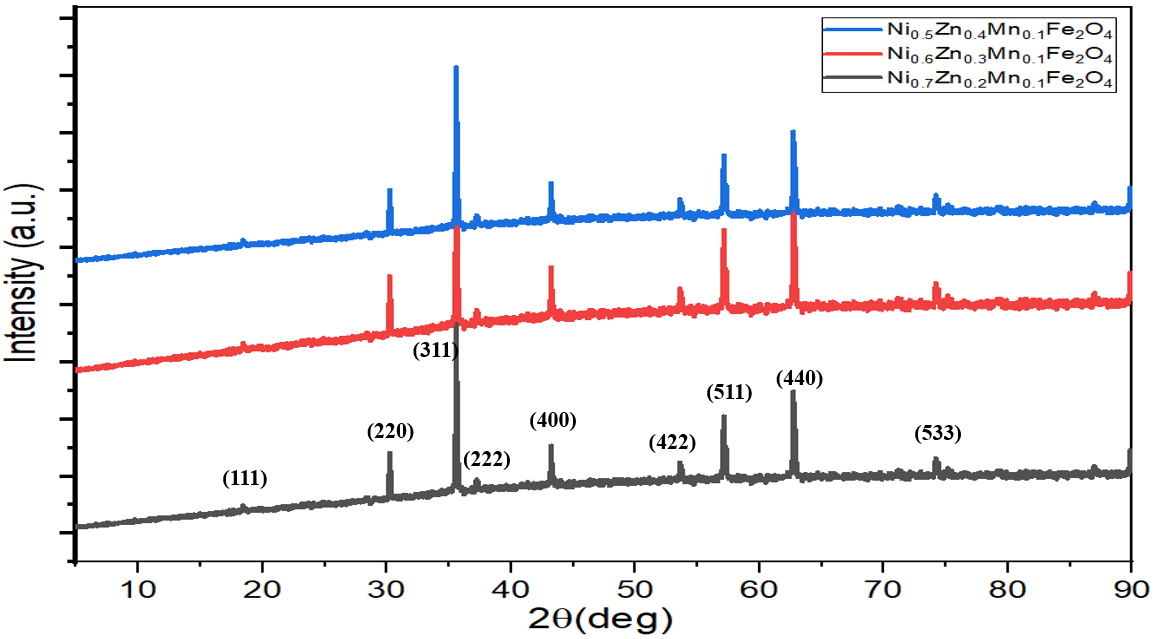 Ni0.5Zn0.4Mn0.1Fe2O4
Ni0.6Zn0.3Mn0.1Fe2O4
Ni0.7Zn0.2Mn0.1Fe2O4
Intensity (a.u.)
(311)
(440)
(511)
(400)
(220)
(533)
(422)
(222)
(111)
10 20 30 40 50 60 70 80 90
2θ(deg)